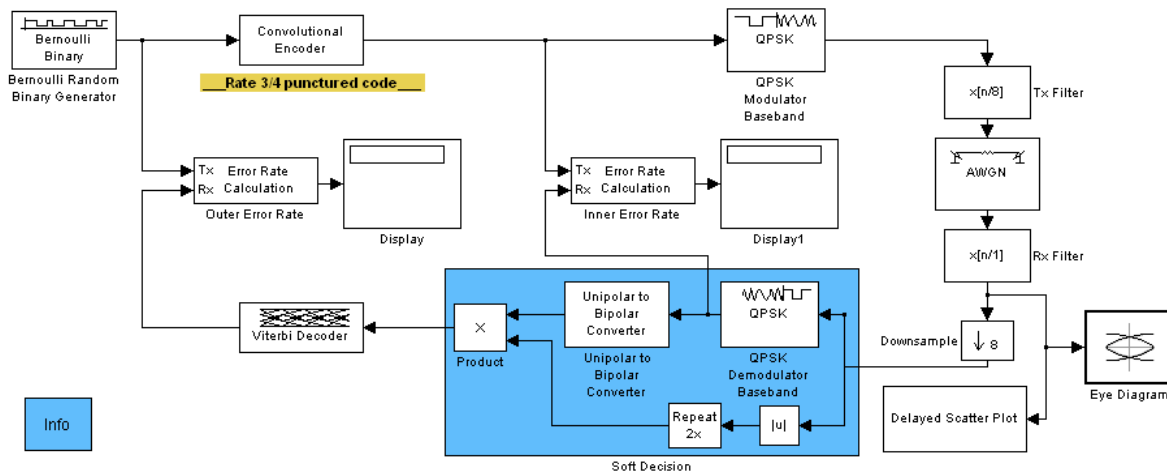 Bernoulli
Binary
Bernoulli Random
Binary Generator
Convolutional
Encoder
___Rate 3/4 punctured code___
QPSK
QPSK
Modulator
Baseband
x[n/8]
Tx Filter
AWGN
x[n/1]
Rx Filter
Tx
Rx
Error Rate
Calculation
Outer Error Rate
Display
Tx
Rx
Error Rate
Calculation
Inner Error Rate
Display1
Viterbi Decoder
X
Product
Unipolar to
Bipolar
Converter
Unipolar to
Bipolar
Converter
QPSK
QPSK
Demodulator
Baseband
Downsample
8
Eye Diagram
Repeat
2x
|u|
Delayed Scatter Plot
Info
Soft Decision